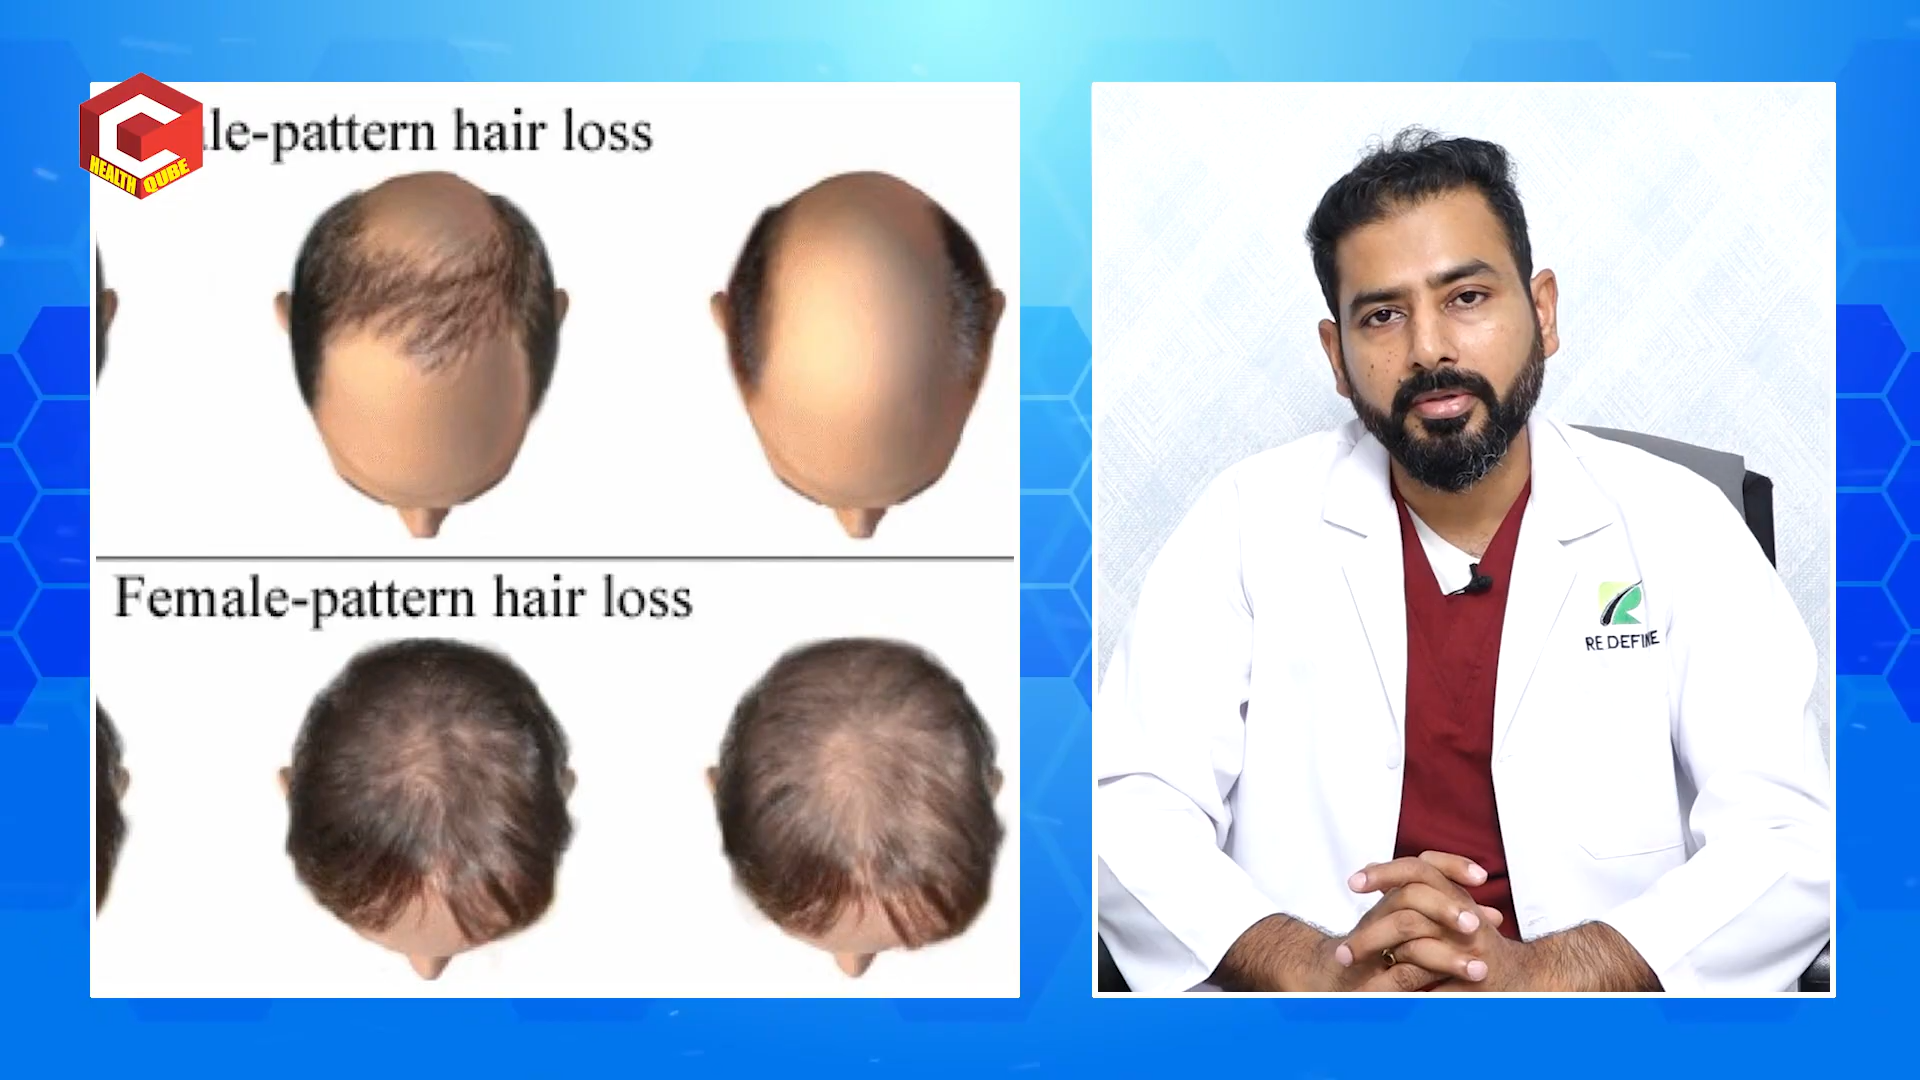 HEALTH QUBE
le-pattern hair loss
Female-pattern hair loss
RE DEFINE